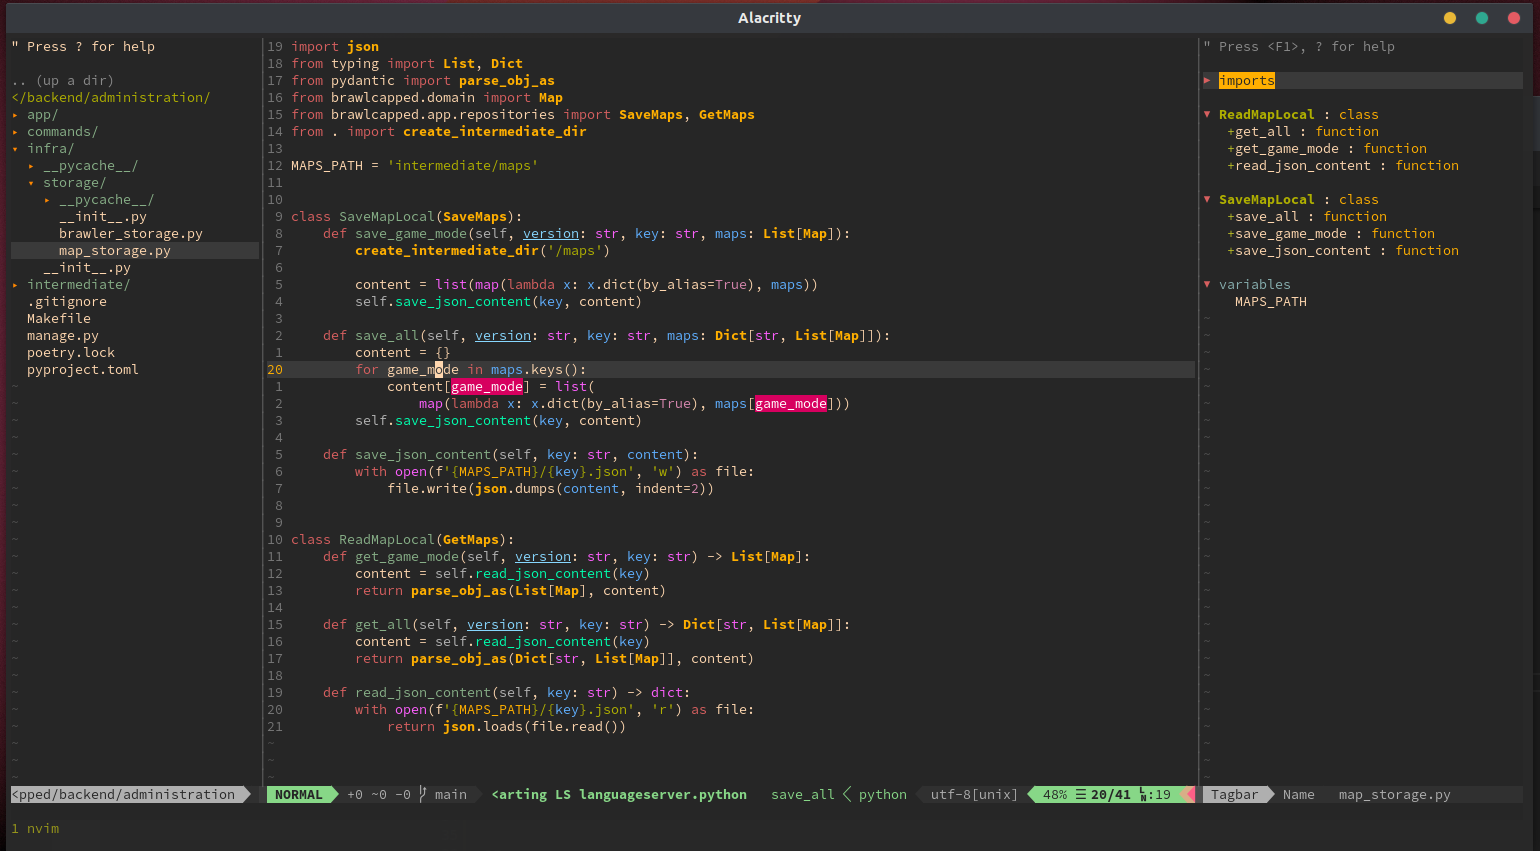 Alacritty
" Press ? for help
.. (up a dir)
</backend/administration/
▸ app/
▸ commands/
▾ infra/
▸ __pycache__/
▾ storage/
▸ __pycache__/
__init__.py
brawler_storage.py
map_storage.py
__init__.py
▸ intermediate/
.gitignore
Makefile
manage.py
poetry.lock
pyproject.toml
19 import json
18 from typing import List, Dict
17 from pydantic import parse_obj_as
16 from brawlcapped.domain import Map
15 from brawlcapped.app.repositories import SaveMaps, GetMaps
14 from . import create_intermediate_dir
13
12 MAPS_PATH = 'intermediate/maps'
11
10
9 class SaveMapLocal(SaveMaps):
8     def save_game_mode(self, version: str, key: str, maps: List[Map]):
7         create_intermediate_dir('/maps')
6
5         content = list(map(lambda x: x.dict(by_alias=True), maps))
4         self.save_json_content(key, content)
3
2     def save_all(self, version: str, key: str, maps: Dict[str, List[Map]]):
1         content = {}
20         for game_mode in maps.keys():
1             content[game_mode] = list(
2                 map(lambda x: x.dict(by_alias=True), maps[game_mode]))
3         self.save_json_content(key, content)
4
5     def save_json_content(self, key: str, content):
6         with open(f'{MAPS_PATH}/{key}.json', 'w') as file:
7             file.write(json.dumps(content, indent=2))
8
9
10 class ReadMapLocal(GetMaps):
11     def get_game_mode(self, version: str, key: str) -> List[Map]:
12         content = self.read_json_content(key)
13         return parse_obj_as(List[Map], content)
14
15     def get_all(self, version: str, key: str) -> Dict[str, List[Map]]:
16         content = self.read_json_content(key)
17         return parse_obj_as(Dict[str, List[Map]], content)
18
19     def read_json_content(self, key: str) -> dict:
20         with open(f'{MAPS_PATH}/{key}.json', 'r') as file:
21             return json.loads(file.read())
" Press <F1>, ? for help
▸ imports
▼ ReadMapLocal : class
+get_all : function
+get_game_mode : function
+read_json_content : function
▼ SaveMapLocal : class
+save_all : function
+save_game_mode : function
+save_json_content : function
▼ variables
MAPS_PATH
<pped/backend/administration
NORMAL +0 ~0 -0 main <arting LS languageserver.python save_all < python utf-8[unix] 48% ☰ 20/41 LN:19
Tagbar Name map_storage.py
1 nvim